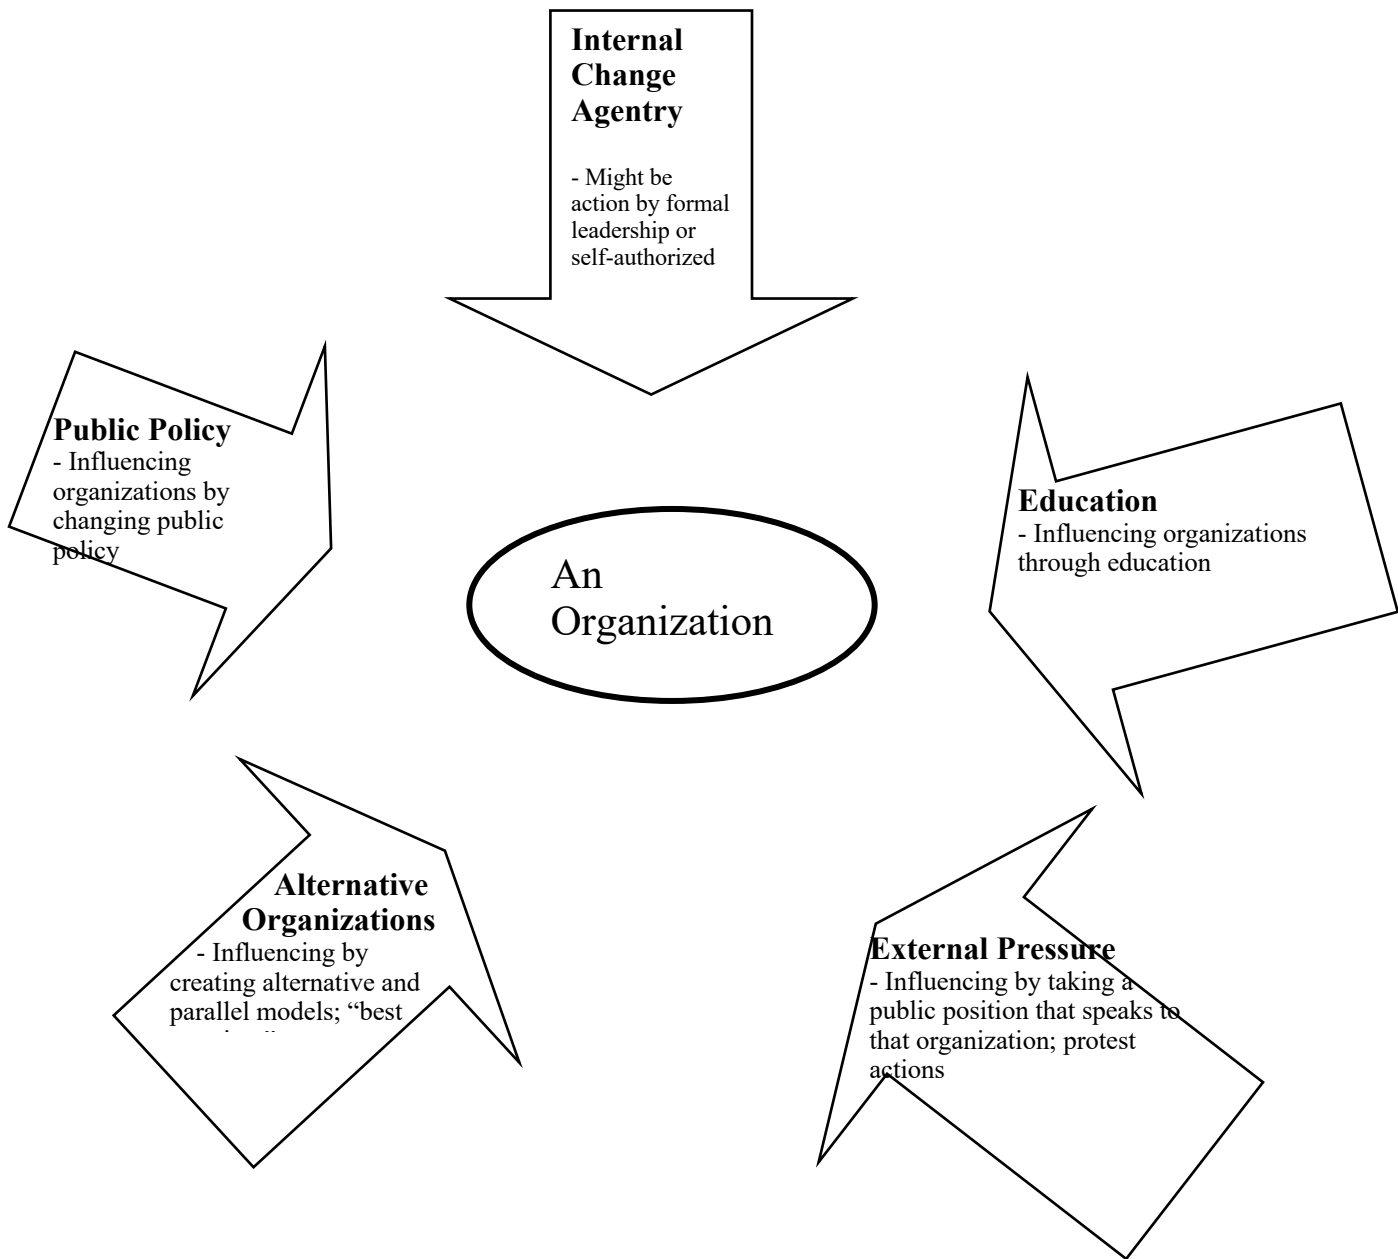 Internal
Change
Agentry
- Might be
action by formal
leadership or
self-authorized
Public Policy
- Influencing
organizations by
changing public
policy
Education
- Influencing organizations
through education
An
Organization
Alternative
Organizations
- Influencing by
creating alternative and
parallel models; “best
External Pressure
- Influencing by taking a
public position that speaks to
that organization; protest
actions